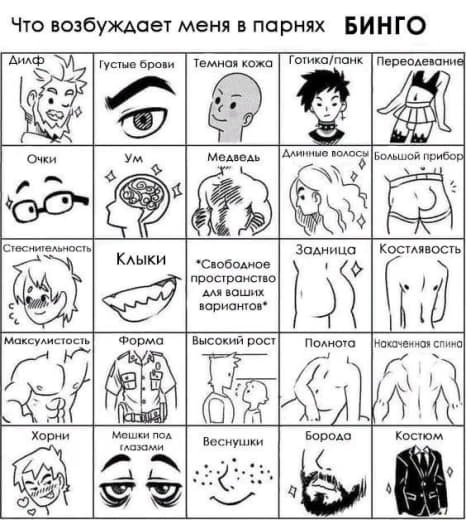 Что возбуждает меня в парнях БИНГО
Дилф
Густые брови
Темная кожа
Готика/панк
Переодевание
Очки
Ум
Медведь
Длинные волосы
Большой прибор
Стеснительность
Клыки
*Свободное
пространство
для ваших
вариантов*
Задница
Костлявость
Максулистость
Форма
Высокий рост
Полнота
Накаченная спина
Хорни
Мешки под
глазами
Веснушки
Борода
Костюм